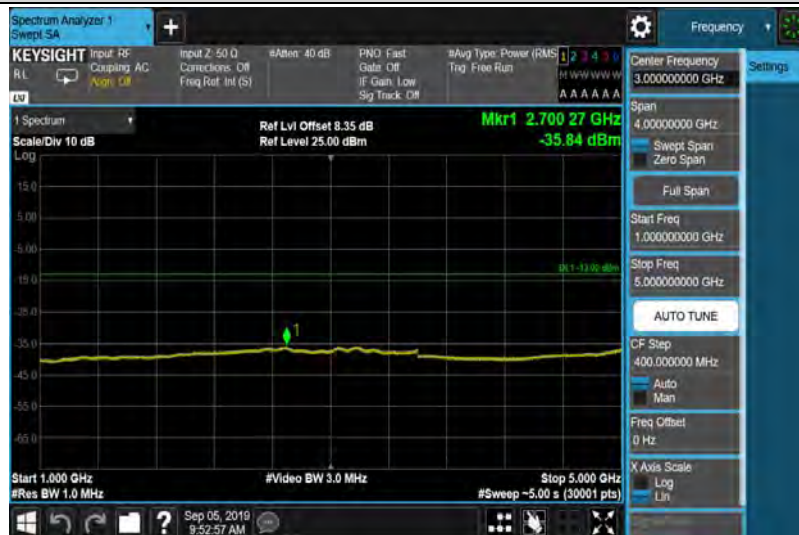 Spectrum Analyzer 1
Swept SA
+
Frequency
KEYSIGHT
RL
LXI
Input: RF
Coupling: AC
Align: Off
Input Z: 50 Ω
Corrections: Off
Freq Ref: Int (S)
#Atten: 40 dB
PNO: Fast
Gate: Off
IF Gain: Low
Sig Track: Off
#Avg Type: Power (RMS
Trig: Free Run
1 2 3 4 5 6
M W W W W W
A A A A A A
1 Spectrum
Scale/Div 10 dB
Ref Lvl Offset 8.35 dB
Ref Level 25.00 dBm
Mkr1 2.700 27 GHz
-35.84 dBm
Log
15.0
5.00
-5.00
-15.0
-25.0
-35.0
-45.0
-55.0
-65.0
DL1 -13.00 dBm
1
Start 1.000 GHz
#Res BW 1.0 MHz
#Video BW 3.0 MHz
Stop 5.000 GHz
#Sweep ~5.00 s (30001 pts)
Center Frequency
3.000000000 GHz
Settings
Span
4.00000000 GHz
Swept Span
Zero Span
Full Span
Start Freq
1.000000000 GHz
Stop Freq
5.000000000 GHz
AUTO TUNE
CF Step
400.000000 MHz
Auto
Man
Freq Offset
0 Hz
X Axis Scale
Log
Lin
?
Sep 05, 2019
9:52:57 AM